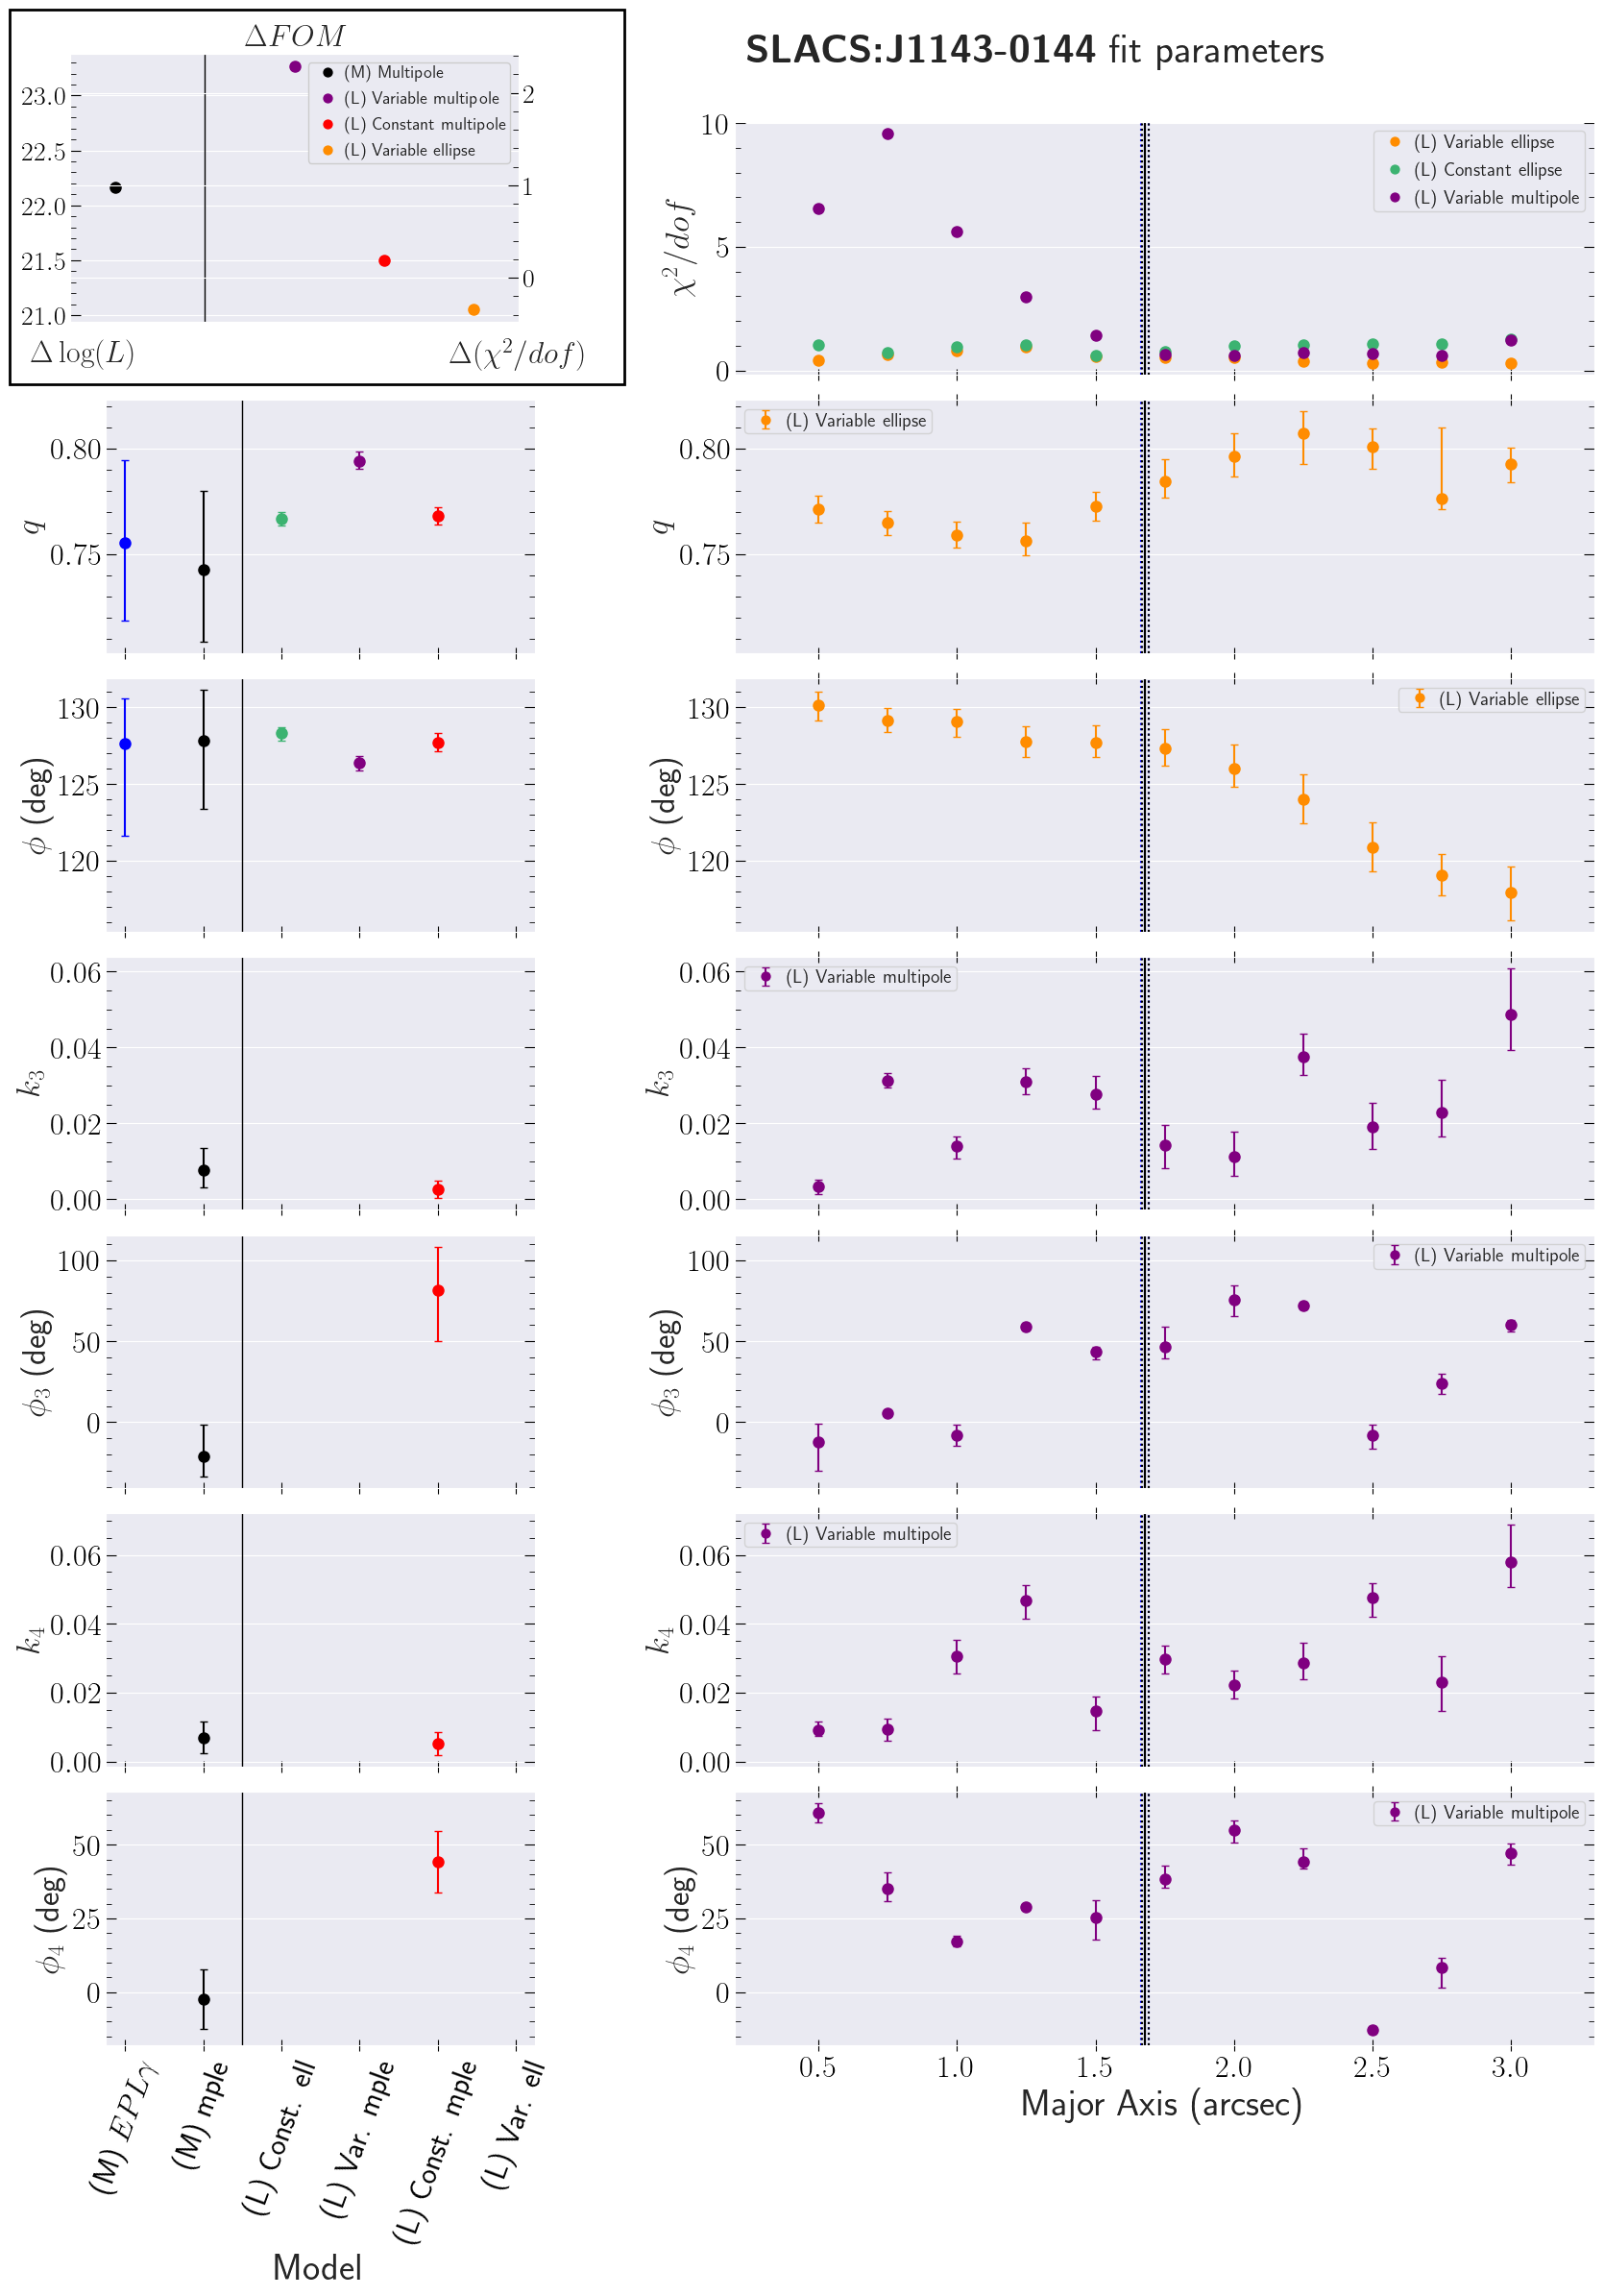 ΔFOM
SLACS:J1143-0144 fit parameters
(M) Multipole
(L) Variable multipole
(L) Constant multipole
(L) Variable ellipse
23.0
22.5
22.0
21.5
21.0
2
1
0
Δ log(L)
Δ(χ²/dof)
10
5
0
χ²/dof
(L) Variable ellipse
(L) Constant ellipse
(L) Variable multipole
0.80
0.75
q
0.80
0.75
q
(L) Variable ellipse
130
125
120
ϕ (deg)
130
125
120
ϕ (deg)
(L) Variable ellipse
0.06
0.04
0.02
0.00
k₃
0.06
0.04
0.02
0.00
k₃
(L) Variable multipole
100
50
0
ϕ₃ (deg)
100
50
0
ϕ₃ (deg)
(L) Variable multipole
0.06
0.04
0.02
0.00
k₄
0.06
0.04
0.02
0.00
k₄
(L) Variable multipole
50
25
0
ϕ₄ (deg)
50
25
0
ϕ₄ (deg)
(L) Variable multipole
(M) EPLγ
(M) mple
(L) Const. ell
(L) Var. mple
(L) Const. mple
(L) Var. ell
Model
0.5 1.0 1.5 2.0 2.5 3.0
Major Axis (arcsec)